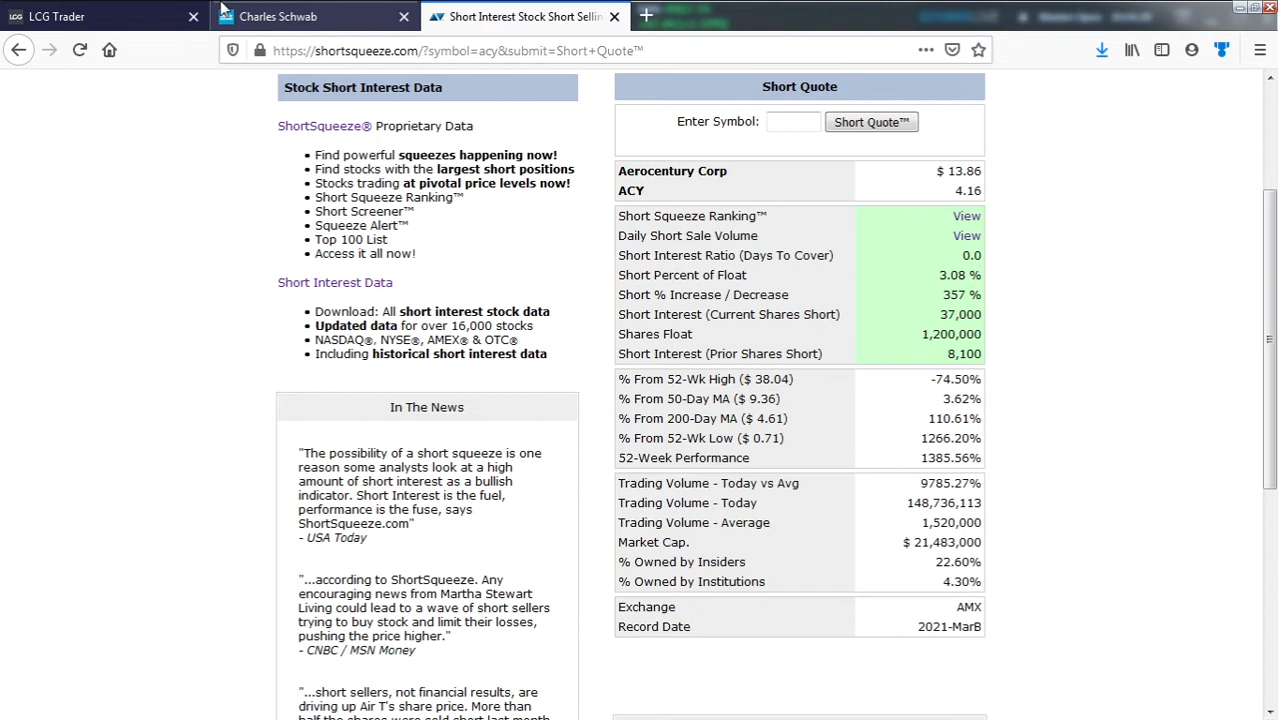 LCG LCG Trader
Charles Schwab
Short Interest Stock Short Sellin
https://shortsqueeze.com/?symbol=acy&submit=Short+Quote™
Stock Short Interest Data
ShortSqueeze® Proprietary Data
• Find powerful squeezes happening now!
• Find stocks with the largest short positions
• Stocks trading at pivotal price levels now!
• Short Squeeze Ranking™
• Short Screener™
• Squeeze Alert™
• Top 100 List
• Access it all now!
Short Interest Data
• Download: All short interest stock data
• Updated data for over 16,000 stocks
• NASDAQ®, NYSE®, AMEX® & OTC®
• Including historical short interest data
In The News
"The possibility of a short squeeze is one
reason some analysts look at a high
amount of short interest as a bullish
indicator. Short Interest is the fuel,
performance is the fuse, says
ShortSqueeze.com"
- USA Today
"...according to ShortSqueeze. Any
encouraging news from Martha Stewart
Living could lead to a wave of short sellers
trying to buy stock and limit their losses,
pushing the price higher."
- CNBC / MSN Money
"...short sellers, not financial results, are
driving up Air T's share price. More than
half the shares were sold short last month
Short Quote
Enter Symbol: Short Quote™
Aerocentury Corp $ 13.86
ACY 4.16
Short Squeeze Ranking™ View
Daily Short Sale Volume View
Short Interest Ratio (Days To Cover) 0.0
Short Percent of Float 3.08 %
Short % Increase / Decrease 357 %
Short Interest (Current Shares Short) 37,000
Shares Float 1,200,000
Short Interest (Prior Shares Short) 8,100
% From 52-Wk High ($ 38.04) -74.50%
% From 50-Day MA ($ 9.36) 3.62%
% From 200-Day MA ($ 4.61) 110.61%
% From 52-Wk Low ($ 0.71) 1266.20%
52-Week Performance 1385.56%
Trading Volume - Today vs Avg 9785.27%
Trading Volume - Today 148,736,113
Trading Volume - Average 1,520,000
Market Cap. $ 21,483,000
% Owned by Insiders 22.60%
% Owned by Institutions 4.30%
Exchange AMX
Record Date 2021-MarB